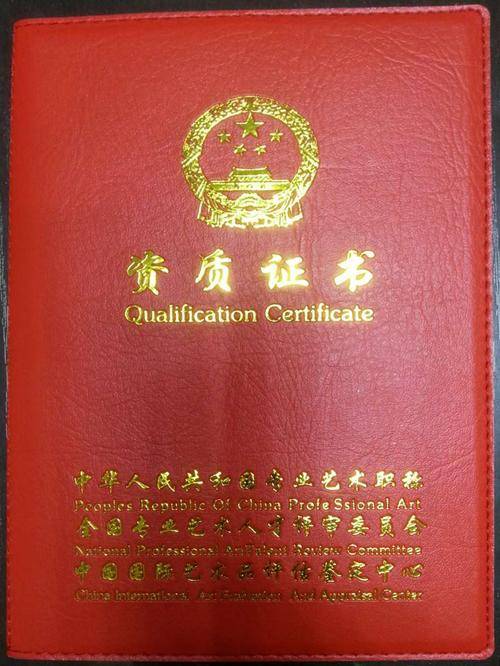 资质证书
Qualification Certificate
中华人民共和国专业艺术职称
Peoples Republic Of China Profe Ssional Art
全国专业艺术人才评审委员会
National Professional ArtTalent Review Committee
中国国际艺术品评估鉴定中心
China International Art Evaluation And Appraisal Center